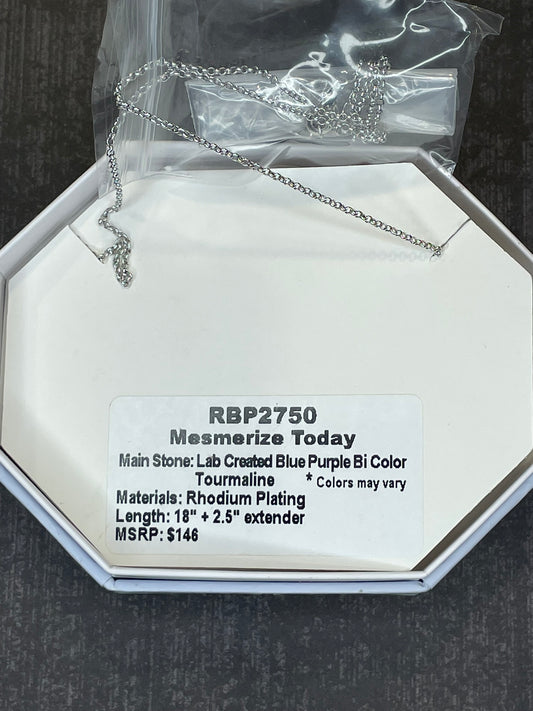 RBP2750
Mesmerize Today
Main Stone: Lab Created Blue Purple Bi Color
Tourmaline * Colors may vary
Materials: Rhodium Plating
Length: 18" + 2.5" extender
MSRP: $146